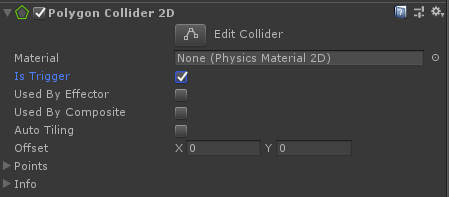 Polygon Collider 2D
Edit Collider
Material None (Physics Material 2D)
Is Trigger
Used By Effector
Used By Composite
Auto Tiling
Offset X 0 Y 0
Points
Info